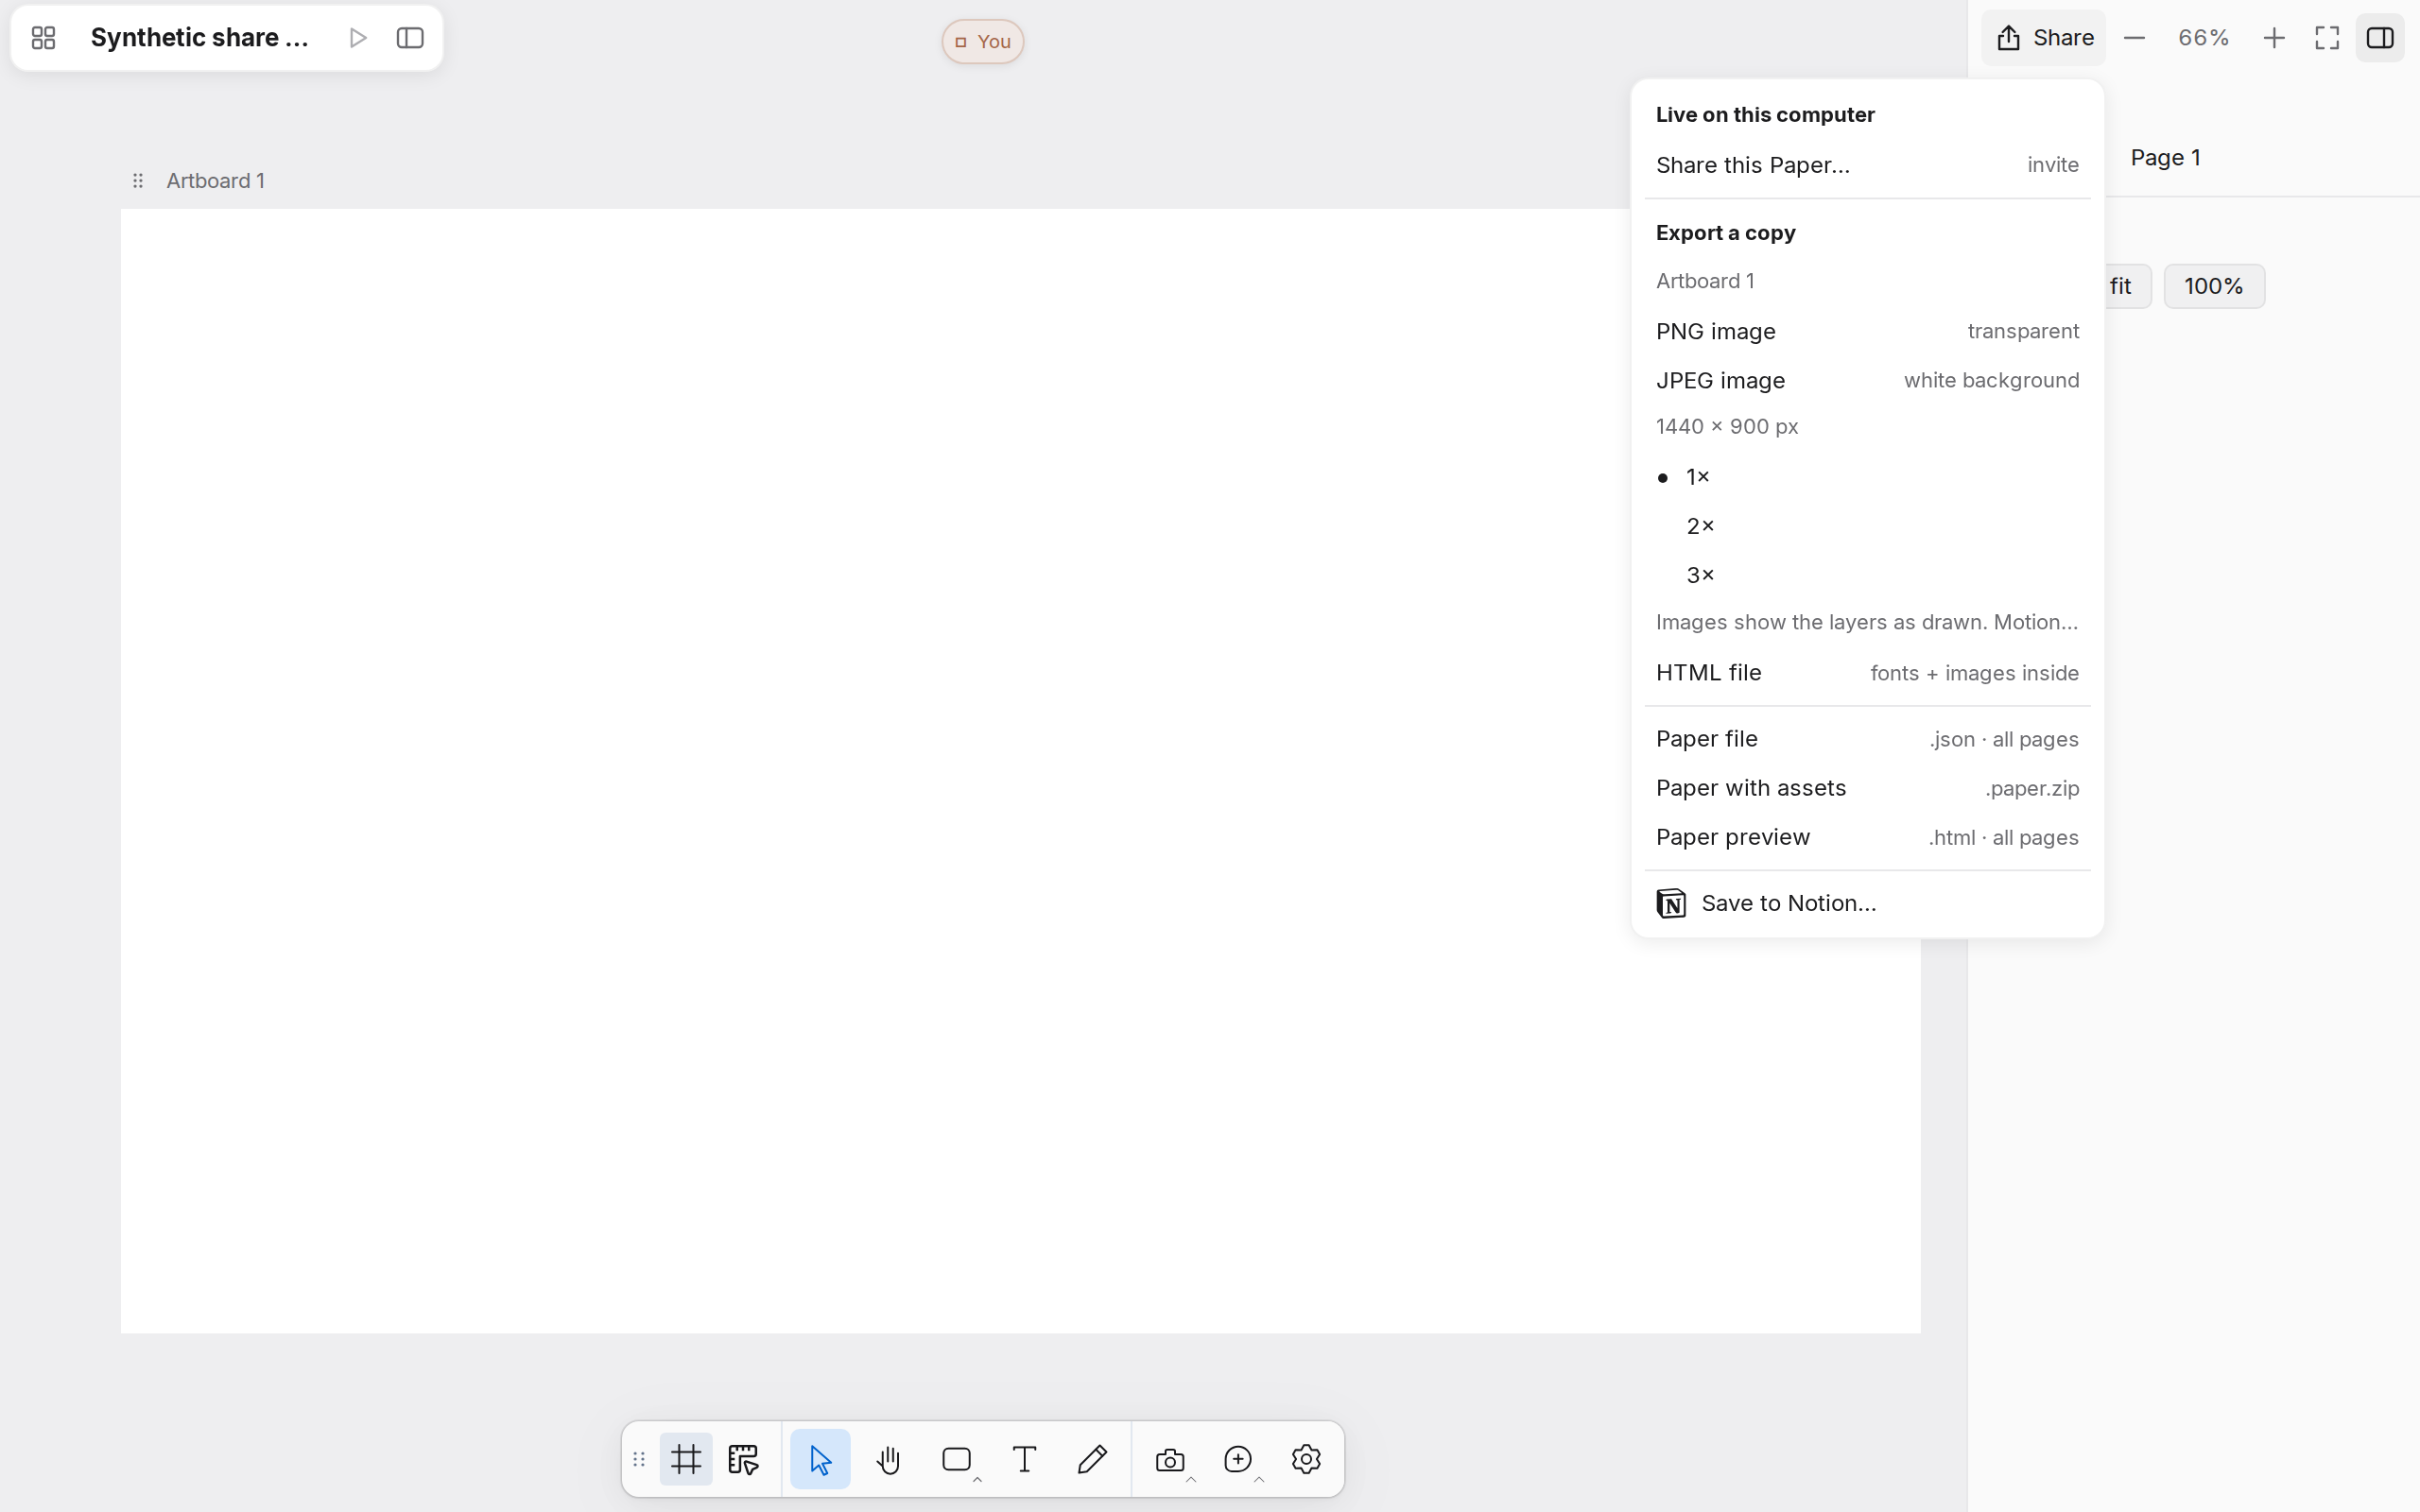 Synthetic share ...
You
Share
66%
Live on this computer
Share this Paper... invite
Page 1
Artboard 1
Export a copy
Artboard 1
fit
100%
PNG image transparent
JPEG image white background
1440 × 900 px
1×
2×
3×
Images show the layers as drawn. Motion...
HTML file fonts + images inside
Paper file .json · all pages
Paper with assets .paper.zip
Paper preview .html · all pages
N Save to Notion...
T